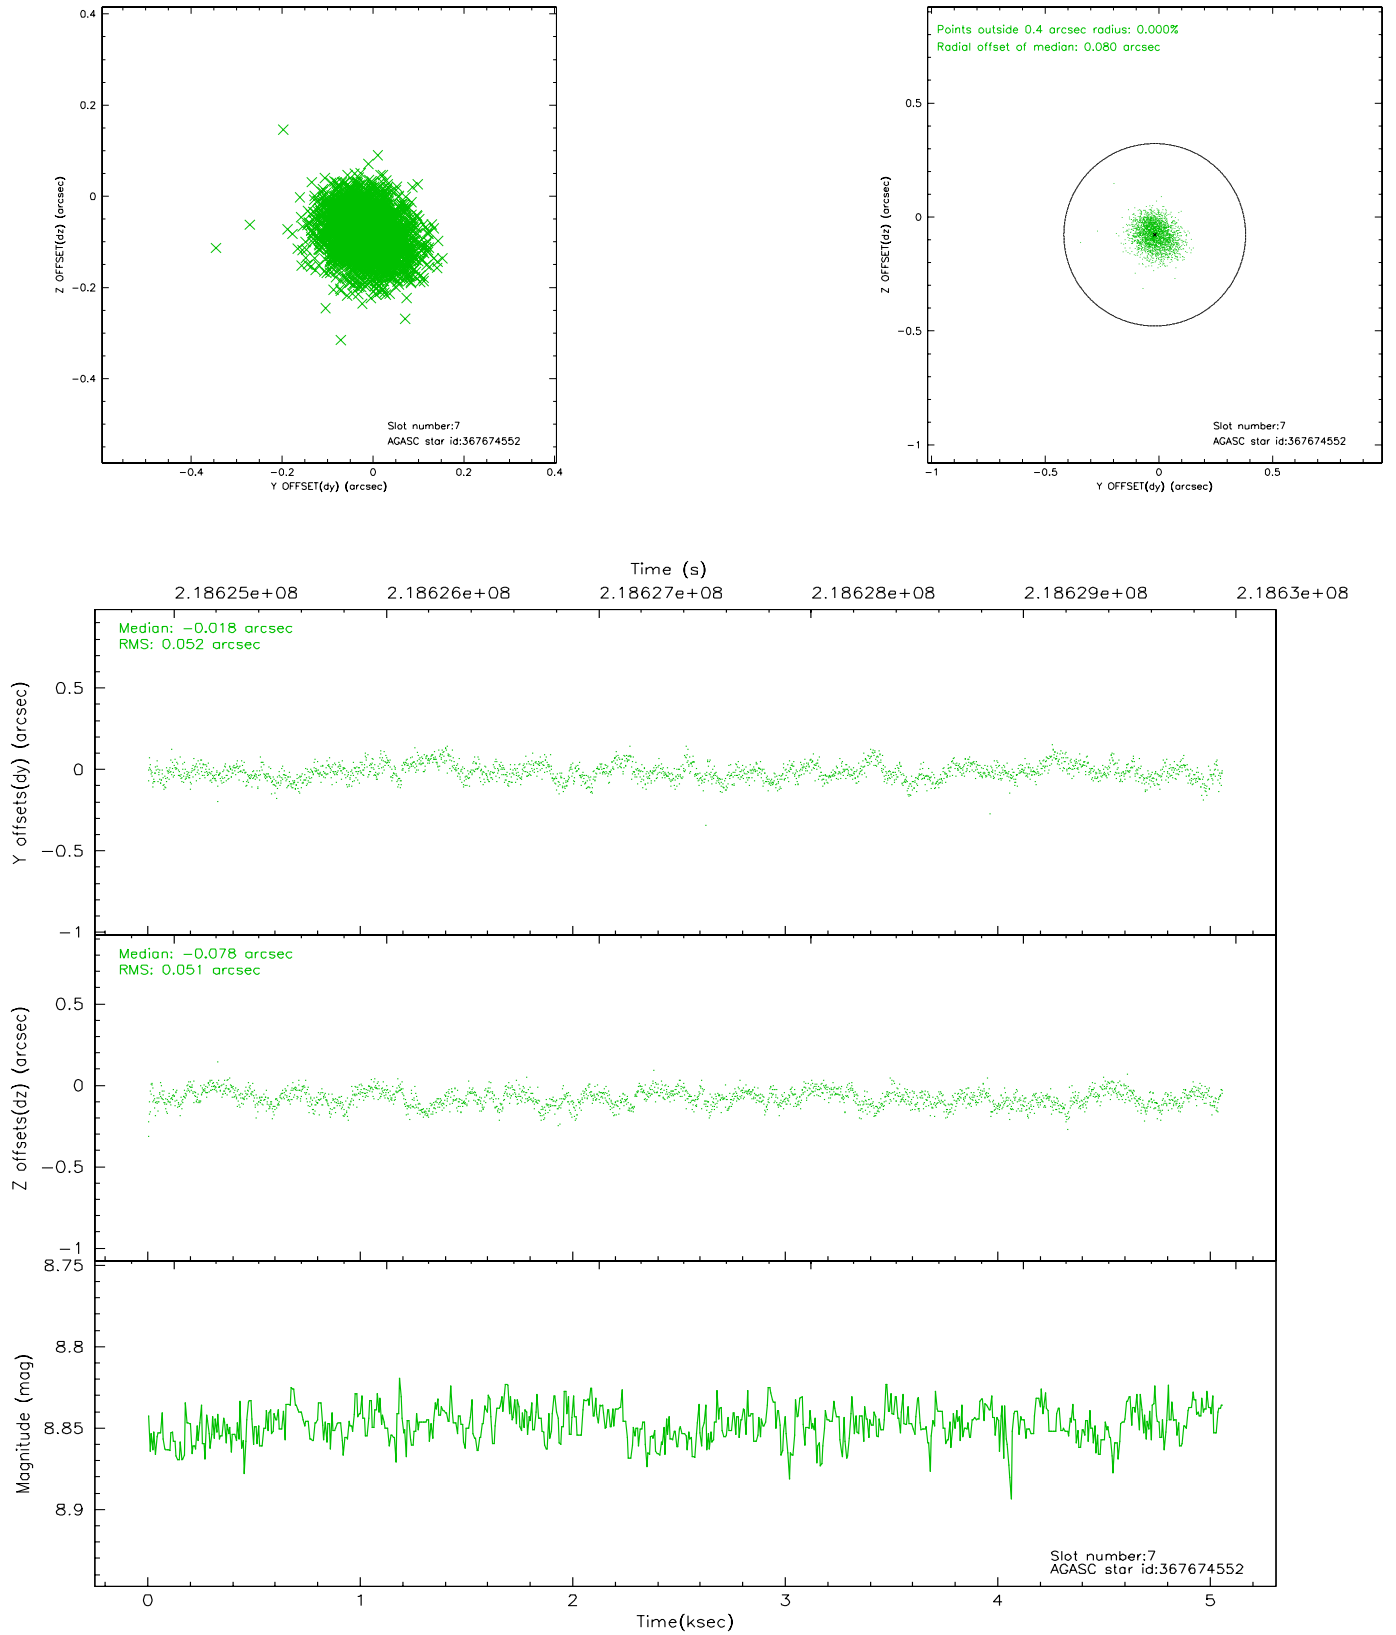 0.4
0.2
0
−0.2
−0.4
Z OFFSET(dz) (arcsec)
−0.4 −0.2 0 0.2 0.4
Y OFFSET(dy) (arcsec)
Slot number:7
AGASC star id:367674552
Points outside 0.4 arcsec radius: 0.000%
Radial offset of median: 0.080 arcsec
0.5
0
−0.5
−1
Z OFFSET(dz) (arcsec)
−1 −0.5 0 0.5
Y OFFSET(dy) (arcsec)
Slot number:7
AGASC star id:367674552
Time (s)
2.18625e+08 2.18626e+08 2.18627e+08 2.18628e+08 2.18629e+08 2.1863e+08
Median: −0.018 arcsec
RMS: 0.052 arcsec
0.5
0
−0.5
−1
Y offsets(dy) (arcsec)
Median: −0.078 arcsec
RMS: 0.051 arcsec
0.5
0
−0.5
−1
Z offsets(dz) (arcsec)
8.75
8.8
8.85
8.9
Magnitude (mag)
Slot number:7
AGASC star id:367674552
0 1 2 3 4 5
Time(ksec)